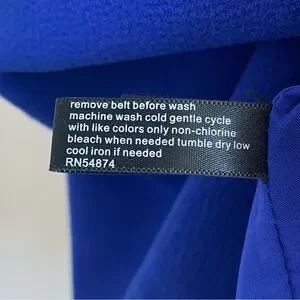 remove belt before wash
machine wash cold gentle cycle
with like colors only non-chlorine
bleach when needed tumble dry low
cool iron if needed
RN54874